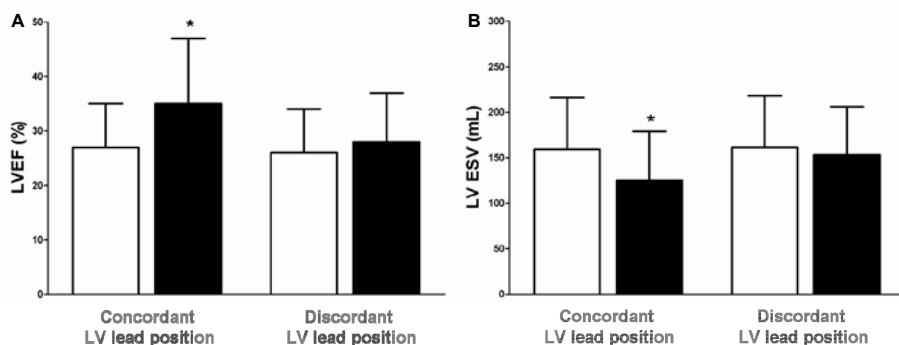 A
LVEF (%)
50
40
30
20
10
0
*
Concordant
LV lead position
Discordant
LV lead position
B
LV ESV (mL)
300
250
200
150
100
50
0
*
Concordant
LV lead position
Discordant
LV lead position